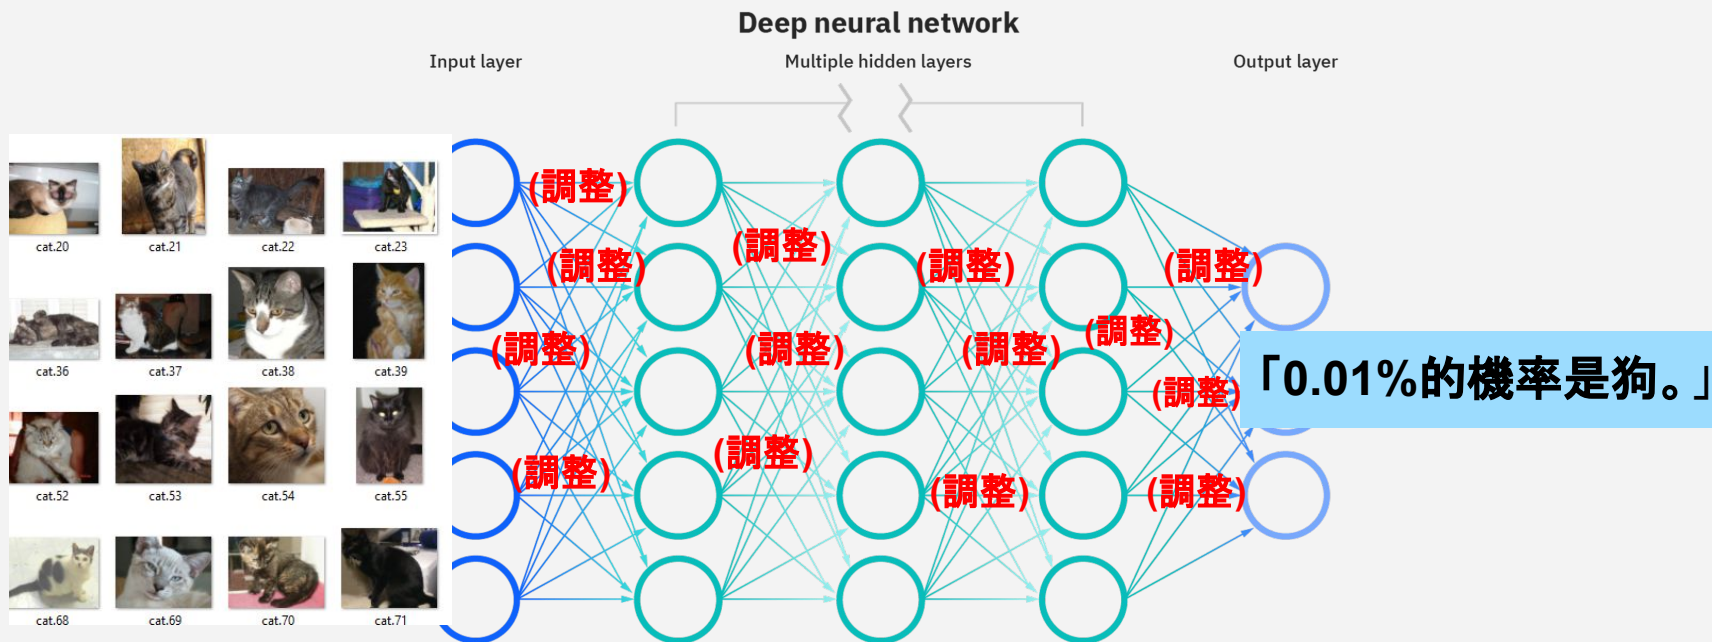 Deep neural network
Input layer
Multiple hidden layers
Output layer
cat.20
cat.21
cat.22
cat.23
cat.36
cat.37
cat.38
cat.39
cat.52
cat.53
cat.54
cat.55
cat.68
cat.69
cat.70
cat.71
(調整)
(調整)
(調整)
(調整)
(調整)
(調整)
(調整)
(調整)
(調整)
(調整)
(調整)
(調整)
(調整)
(調整)
「0.01%的機率是狗。」